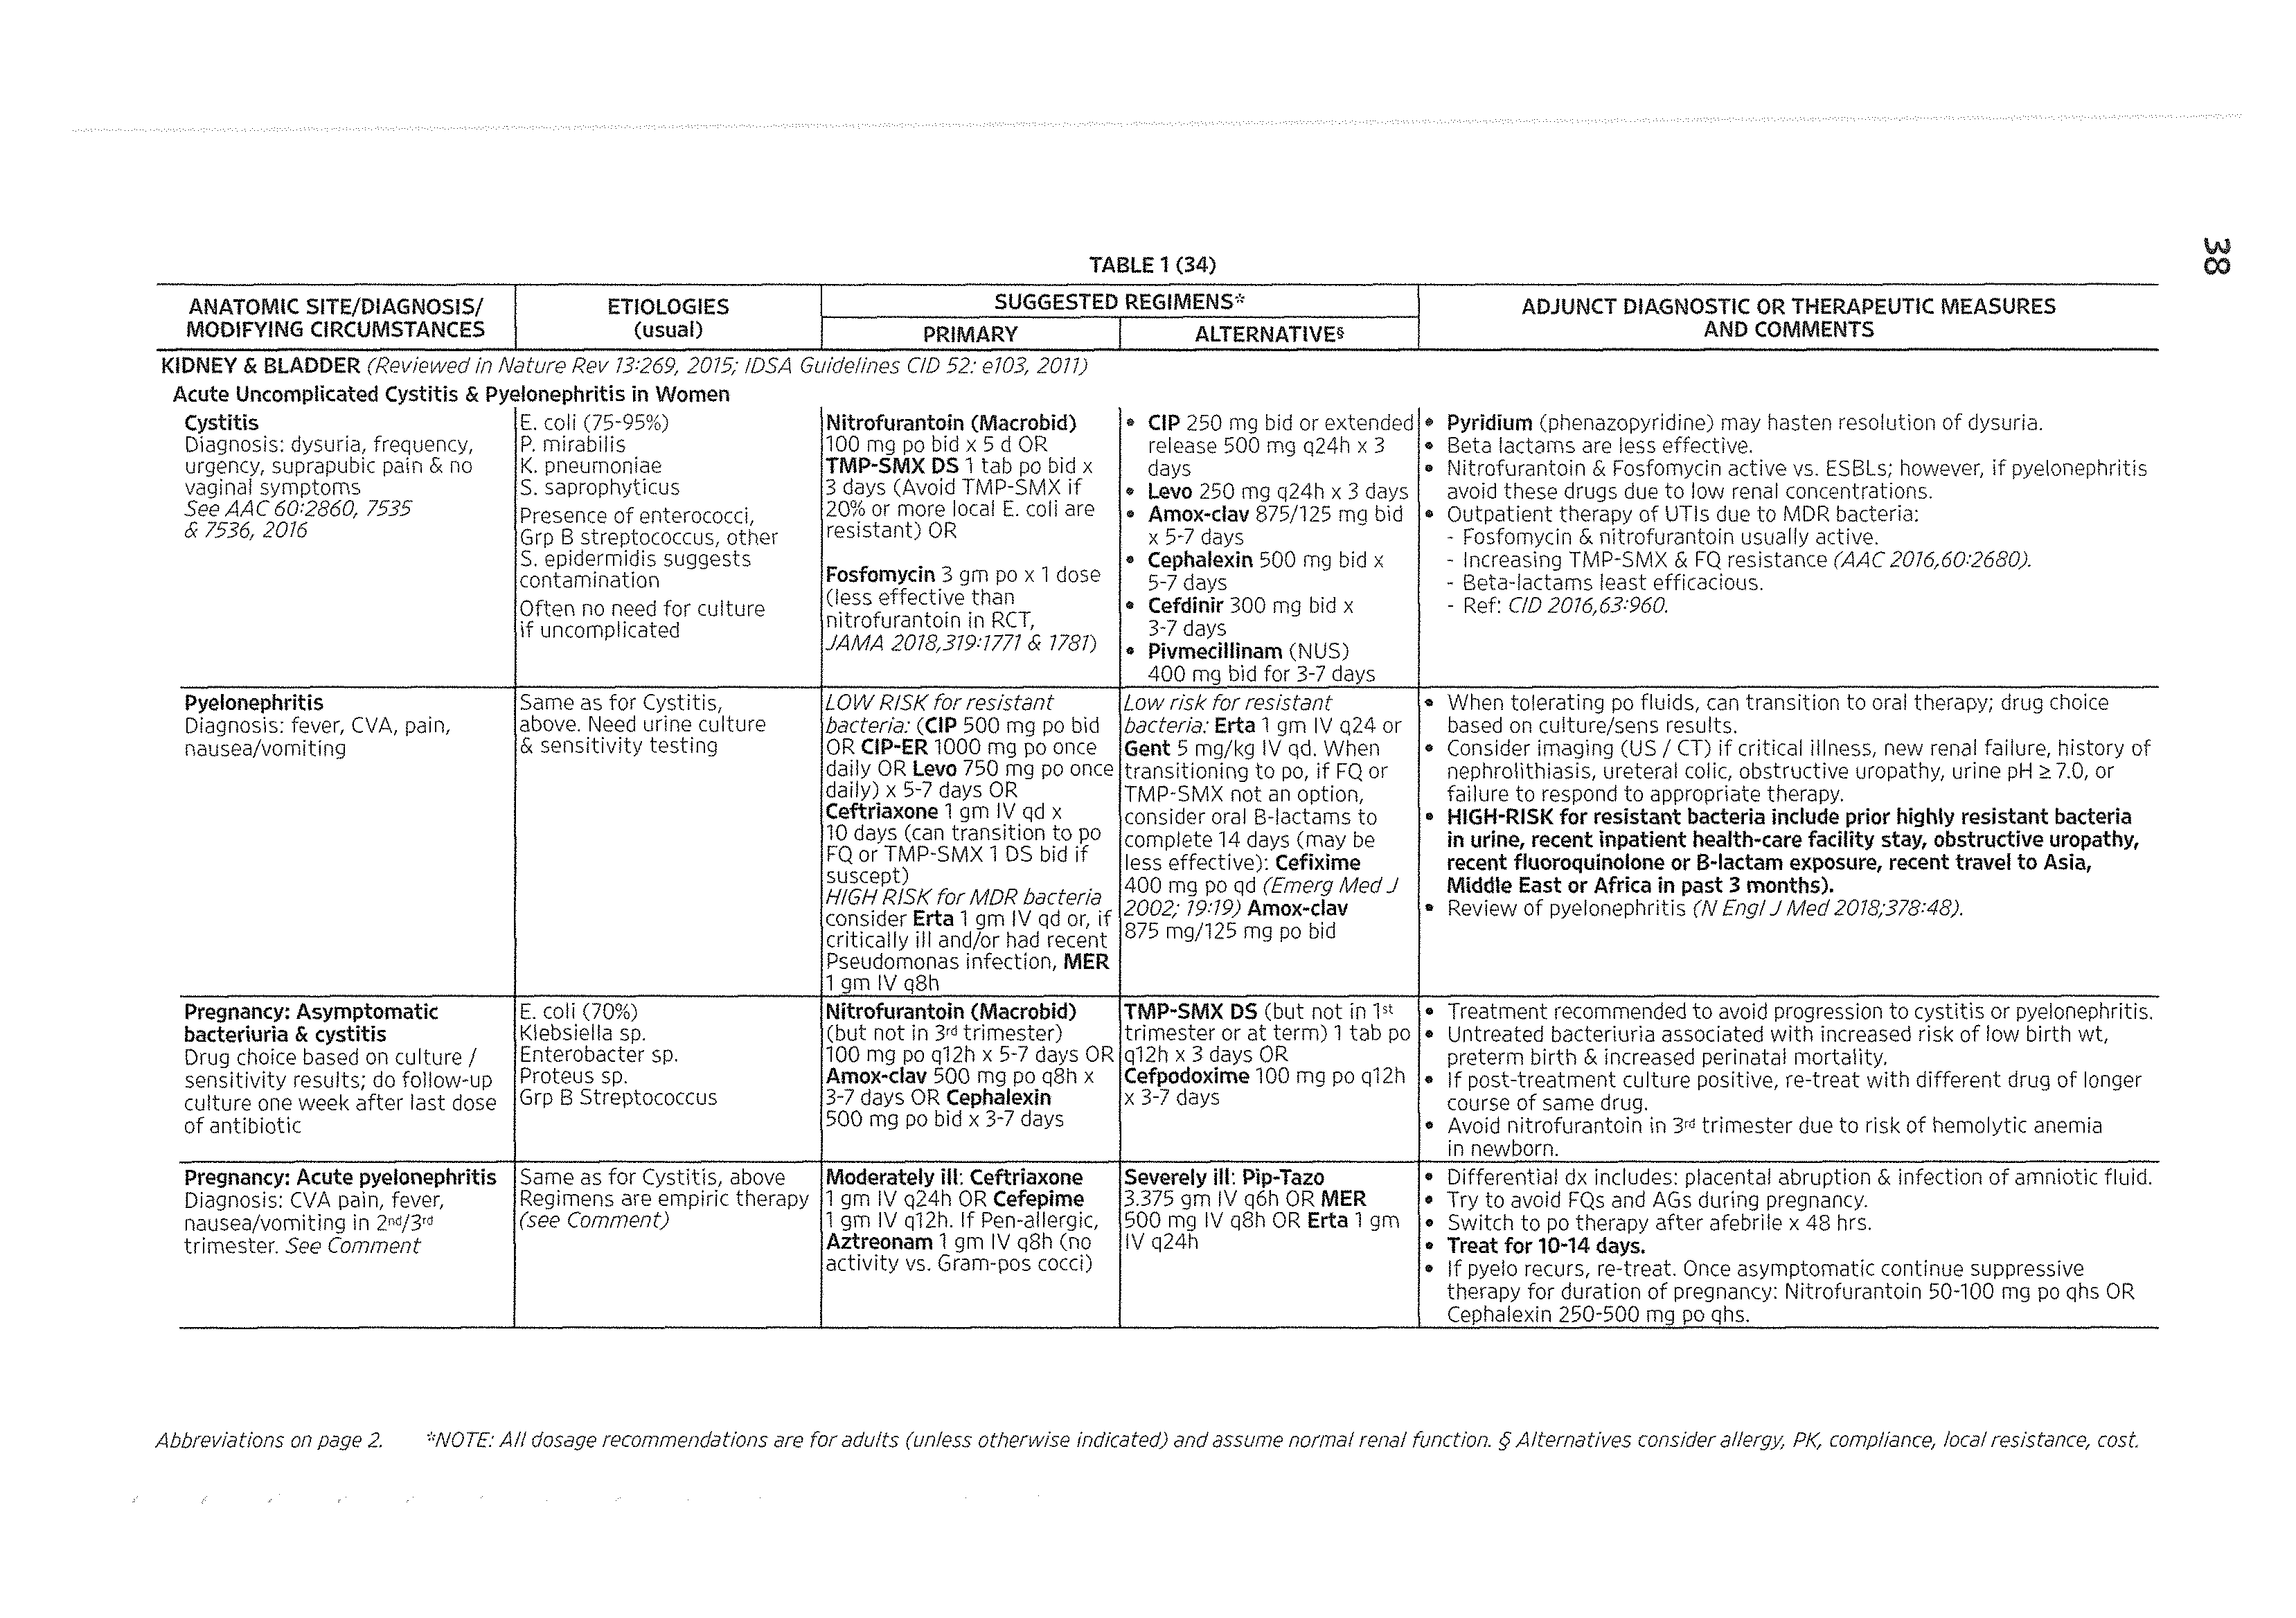 38
TABLE 1 (34)
ANATOMIC SITE/DIAGNOSIS/
MODIFYING CIRCUMSTANCES
ETIOLOGIES
(usual)
SUGGESTED REGIMENS*
PRIMARY
ALTERNATIVE§
ADJUNCT DIAGNOSTIC OR THERAPEUTIC MEASURES
AND COMMENTS
KIDNEY & BLADDER (Reviewed in Nature Rev 13:269, 2015; IDSA Guidelines CID 52: e103, 2011)
Acute Uncomplicated Cystitis & Pyelonephritis in Women
Cystitis
Diagnosis: dysuria, frequency,
urgency, suprapubic pain & no
vaginal symptoms
See AAC 60:2860, 7535
& 7536, 2016
E. coli (75-95%)
P. mirabilis
K. pneumoniae
S. saprophyticus
Presence of enterococci,
Grp B streptococcus, other
S. epidermidis suggests
contamination
Often no need for culture
if uncomplicated
Nitrofurantoin (Macrobid)
100 mg po bid x 5 d OR
TMP-SMX DS 1 tab po bid x
3 days (Avoid TMP-SMX if
20% or more local E. coli are
resistant) OR
Fosfomycin 3 gm po x 1 dose
(less effective than
nitrofurantoin in RCT,
JAMA 2018,319:1771 & 1781)
• CIP 250 mg bid or extended
release 500 mg q24h x 3
days
• Levo 250 mg q24h x 3 days
• Amox-clav 875/125 mg bid
x 5-7 days
• Cephalexin 500 mg bid x
5-7 days
• Cefdinir 300 mg bid x
3-7 days
• Pivmecillinam (NUS)
400 mg bid for 3-7 days
• Pyridium (phenazopyridine) may hasten resolution of dysuria.
• Beta lactams are less effective.
• Nitrofurantoin & Fosfomycin active vs. ESBLs; however, if pyelonephritis
avoid these drugs due to low renal concentrations.
• Outpatient therapy of UTIs due to MDR bacteria:
- Fosfomycin & nitrofurantoin usually active.
- Increasing TMP-SMX & FQ resistance (AAC 2016,60:2680).
- Beta-lactams least efficacious.
- Ref: CID 2016,63:960.
Pyelonephritis
Diagnosis: fever, CVA, pain,
nausea/vomiting
Same as for Cystitis,
above. Need urine culture
& sensitivity testing
LOW RISK for resistant
bacteria: (CIP 500 mg po bid
OR CIP-ER 1000 mg po once
daily OR Levo 750 mg po once
daily) x 5-7 days OR
Ceftriaxone 1 gm IV qd x
10 days (can transition to po
FQ or TMP-SMX 1 DS bid if
suscept)
HIGH RISK for MDR bacteria
consider Erta 1 gm IV qd or, if
critically ill and/or had recent
Pseudomonas infection, MER
1 gm IV q8h
Low risk for resistant
bacteria: Erta 1 gm IV q24 or
Gent 5 mg/kg IV qd. When
transitioning to po, if FQ or
TMP-SMX not an option,
consider oral B-lactams to
complete 14 days (may be
less effective): Cefixime
400 mg po qd (Emerg Med J
2002; 19:19) Amox-clav
875 mg/125 mg po bid
• When tolerating po fluids, can transition to oral therapy; drug choice
based on culture/sens results.
• Consider imaging (US / CT) if critical illness, new renal failure, history of
nephrolithiasis, ureteral colic, obstructive uropathy, urine pH ≥ 7.0, or
failure to respond to appropriate therapy.
• HIGH-RISK for resistant bacteria include prior highly resistant bacteria
in urine, recent inpatient health-care facility stay, obstructive uropathy,
recent fluoroquinolone or B-lactam exposure, recent travel to Asia,
Middle East or Africa in past 3 months).
• Review of pyelonephritis (N Engl J Med 2018;378:48).
Pregnancy: Asymptomatic
bacteriuria & cystitis
Drug choice based on culture /
sensitivity results; do follow-up
culture one week after last dose
of antibiotic
E. coli (70%)
Klebsiella sp.
Enterobacter sp.
Proteus sp.
Grp B Streptococcus
Nitrofurantoin (Macrobid)
(but not in 3rd trimester)
100 mg po q12h x 5-7 days OR
Amox-clav 500 mg po q8h x
3-7 days OR Cephalexin
500 mg po bid x 3-7 days
TMP-SMX DS (but not in 1st
trimester or at term) 1 tab po
q12h x 3 days OR
Cefpodoxime 100 mg po q12h
x 3-7 days
• Treatment recommended to avoid progression to cystitis or pyelonephritis.
• Untreated bacteriuria associated with increased risk of low birth wt,
preterm birth & increased perinatal mortality.
• If post-treatment culture positive, re-treat with different drug of longer
course of same drug.
• Avoid nitrofurantoin in 3rd trimester due to risk of hemolytic anemia
in newborn.
Pregnancy: Acute pyelonephritis
Diagnosis: CVA pain, fever,
nausea/vomiting in 2nd/3rd
trimester. See Comment
Same as for Cystitis, above
Regimens are empiric therapy
(see Comment)
Moderately ill: Ceftriaxone
1 gm IV q24h OR Cefepime
1 gm IV q12h. If Pen-allergic,
Aztreonam 1 gm IV q8h (no
activity vs. Gram-pos cocci)
Severely ill: Pip-Tazo
3.375 gm IV q6h OR MER
500 mg IV q8h OR Erta 1 gm
IV q24h
• Differential dx includes: placental abruption & infection of amniotic fluid.
• Try to avoid FQs and AGs during pregnancy.
• Switch to po therapy after afebrile x 48 hrs.
• Treat for 10-14 days.
• If pyelo recurs, re-treat. Once asymptomatic continue suppressive
therapy for duration of pregnancy: Nitrofurantoin 50-100 mg po qhs OR
Cephalexin 250-500 mg po qhs.
Abbreviations on page 2. *NOTE: All dosage recommendations are for adults (unless otherwise indicated) and assume normal renal function. § Alternatives consider allergy, PK, compliance, local resistance, cost.